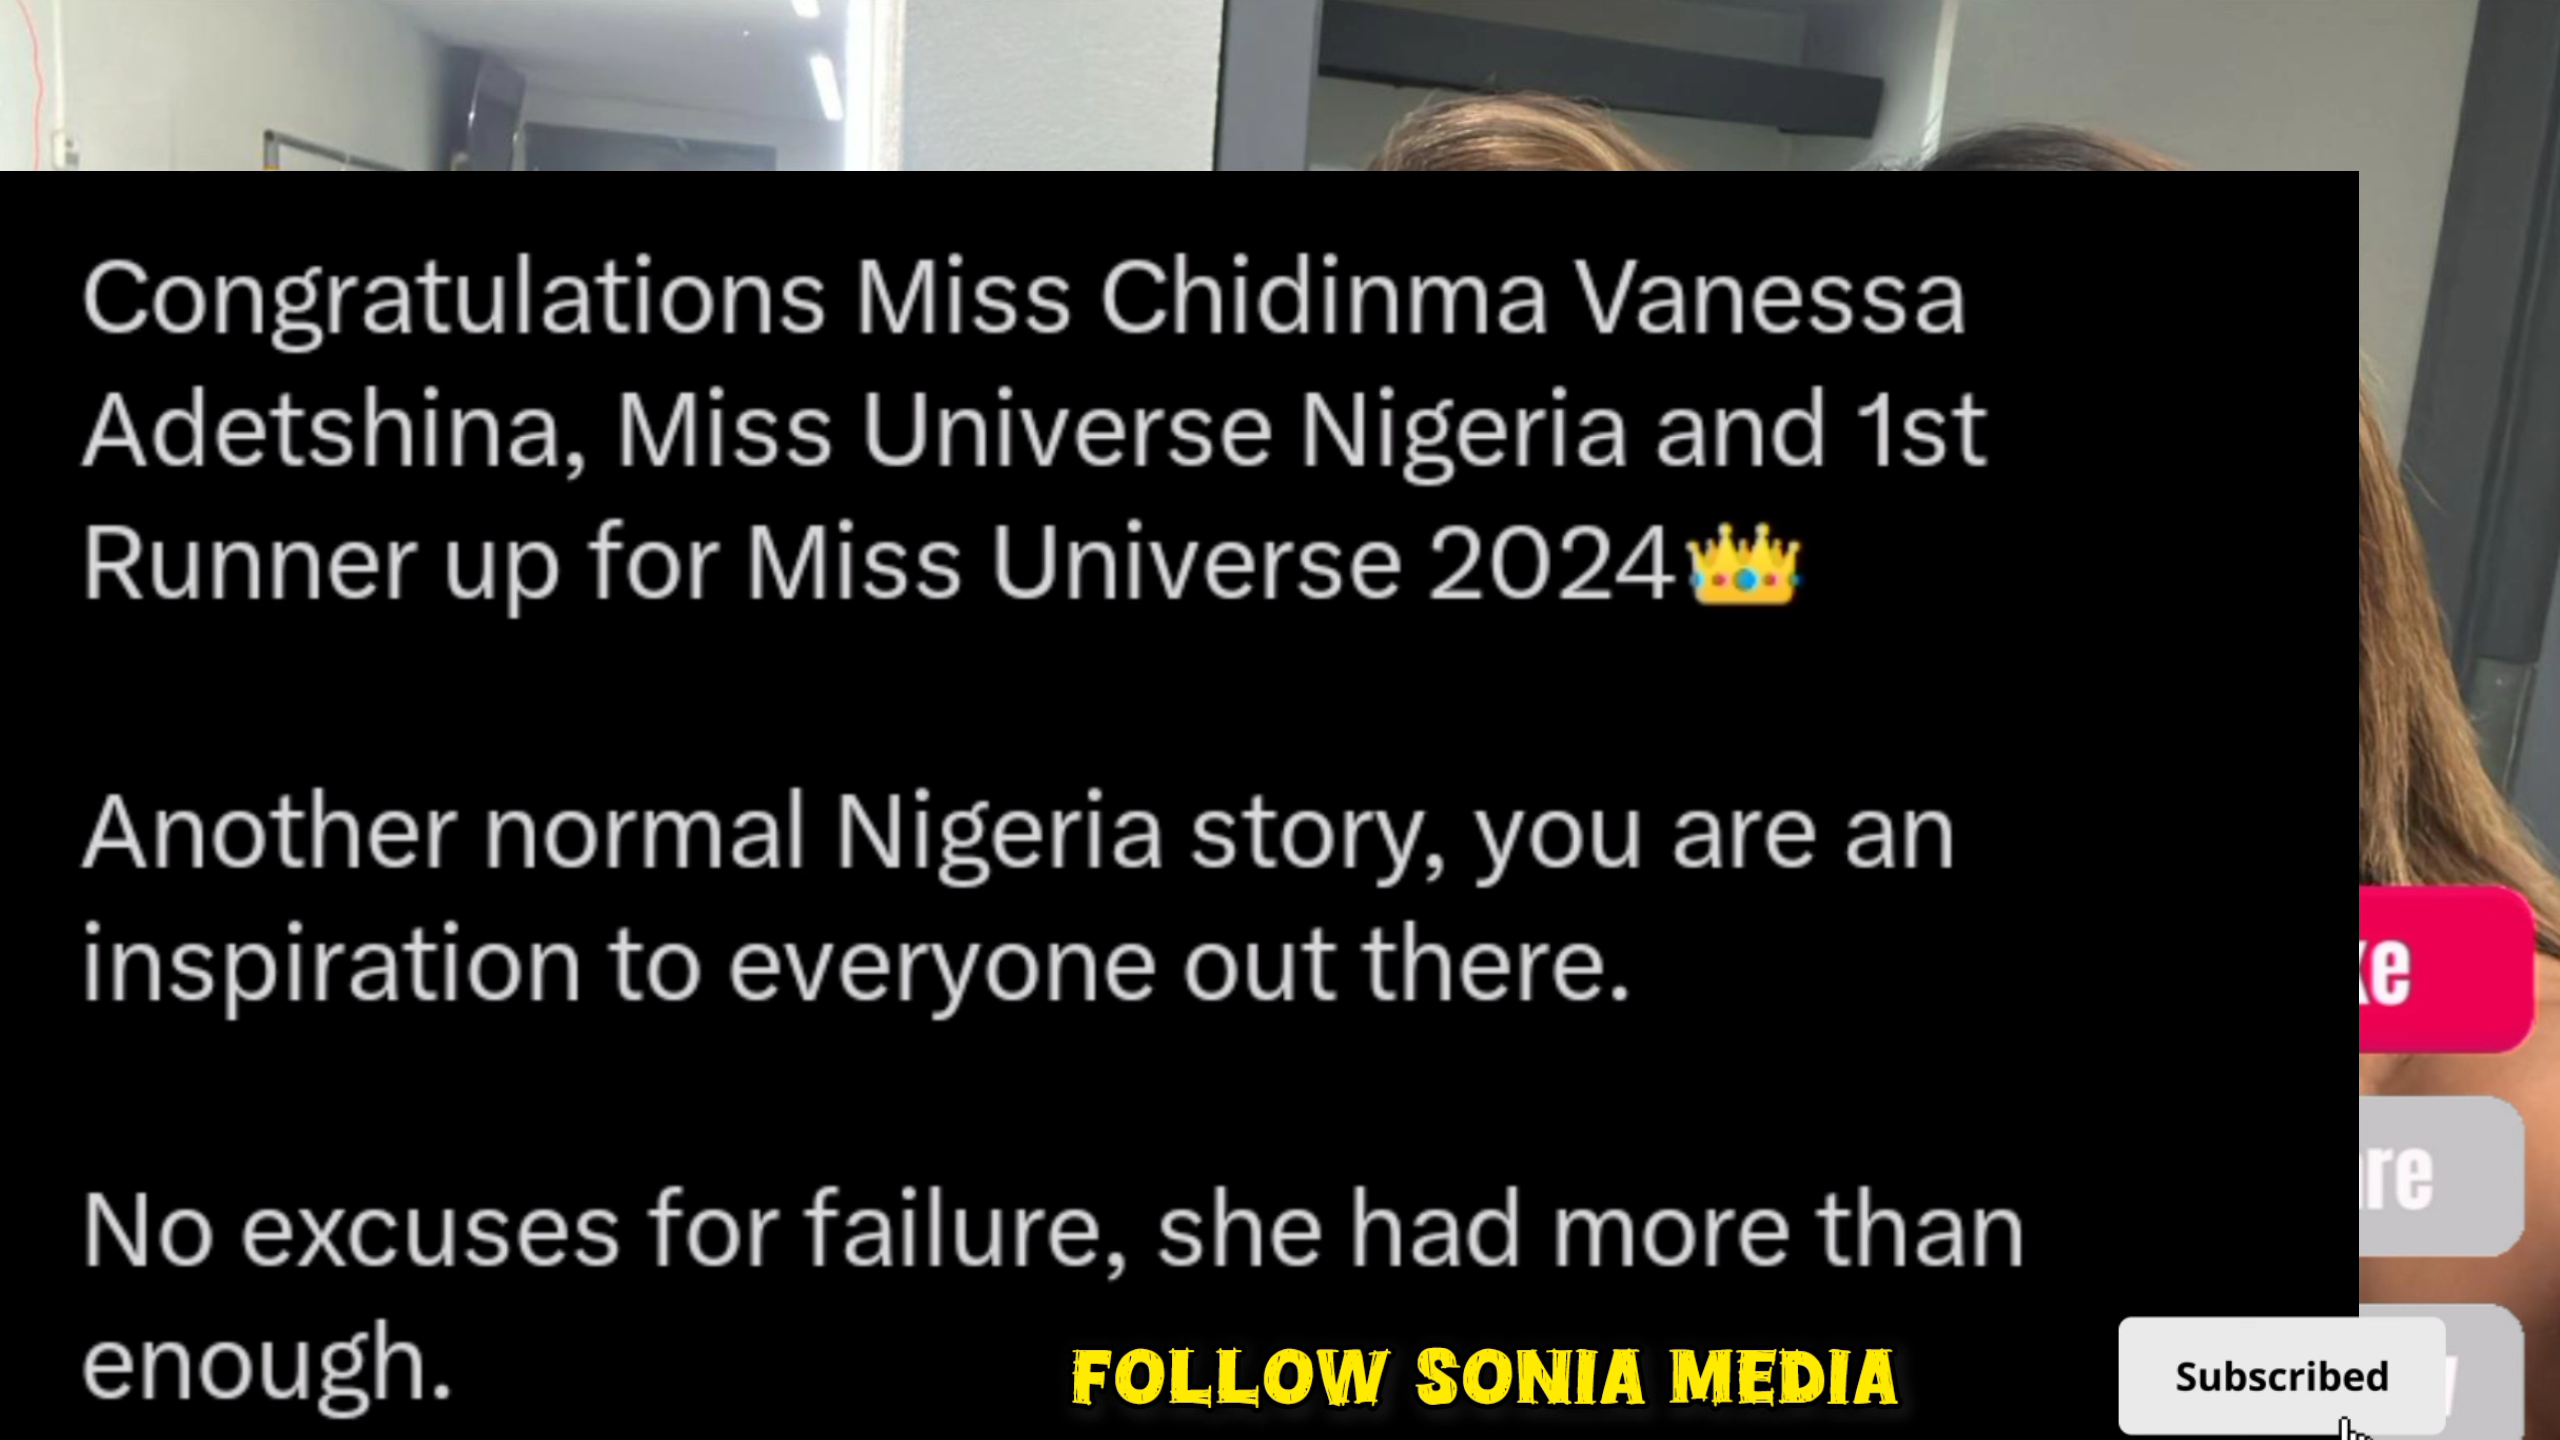 Congratulations Miss Chidinma Vanessa
Adetshina, Miss Universe Nigeria and 1st
Runner up for Miss Universe 2024👑
Another normal Nigeria story, you are an
inspiration to everyone out there.
No excuses for failure, she had more than
enough.
FOLLOW SONIA MEDIA
Subscribed